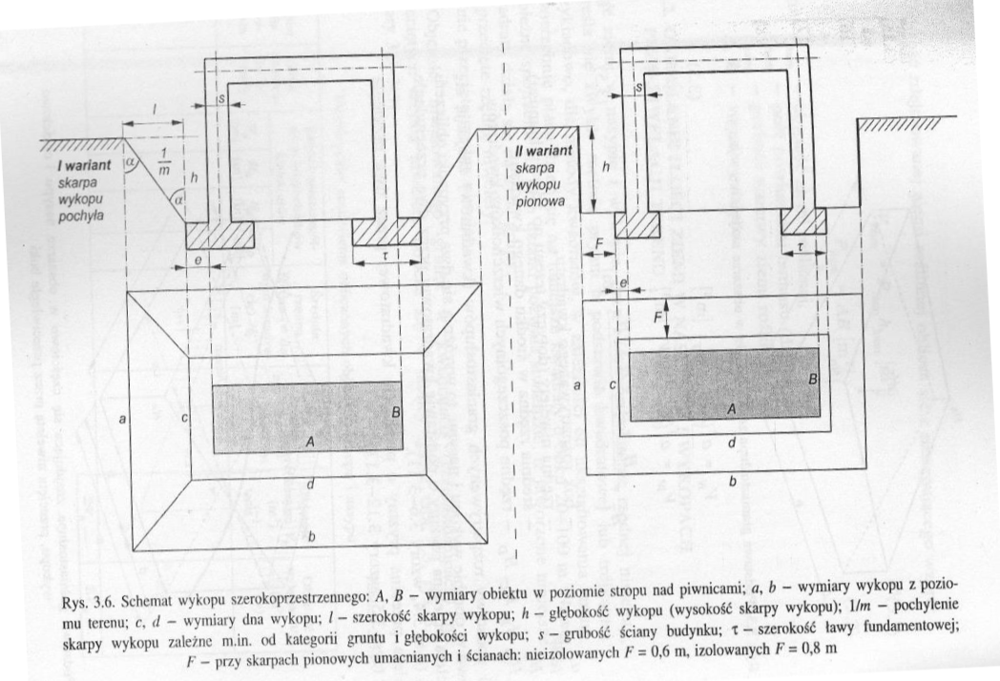 s
l
I wariant
skarpa
wykopu
pochyła
α
1
m
h
α
e
τ
a
c
B
A
d
b
II wariant
skarpa
wykopu
pionowa
h
s
F
τ
e
F
a
c
B
A
d
b
Rys. 3.6. Schemat wykopu szerokoprzestrzennego: A, B – wymiary obiektu w poziomie stropu nad piwnicami; a, b – wymiary wykopu z pozio-
mu terenu; c, d – wymiary dna wykopu; l – szerokość skarpy wykopu; h – głębokość wykopu (wysokość skarpy wykopu); 1/m – pochylenie
skarpy wykopu zależne m.in. od kategorii gruntu i głębokości wykopu; s – grubość ściany budynku; τ – szerokość ławy fundamentowej;
F – przy skarpach pionowych umacnianych i ścianach: nieizolowanych F = 0,6 m, izolowanych F = 0,8 m